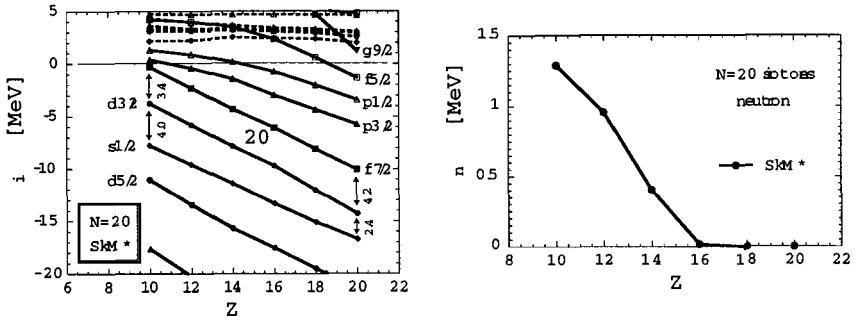 5
0
-5
-10
-15
-20
i [MeV]
6 8 10 12 14 16 18 20 22
Z
g9/2
f5/2
p1/2
p3/2
f7/2
d3/2
s1/2
d5/2
20
3.4
4.0
4.2
2.4
N=20
SkM*
1.5
1
0.5
0
n [MeV]
8 10 12 14 16 18 20 22
Z
N=20 isotones
neutron
SkM*